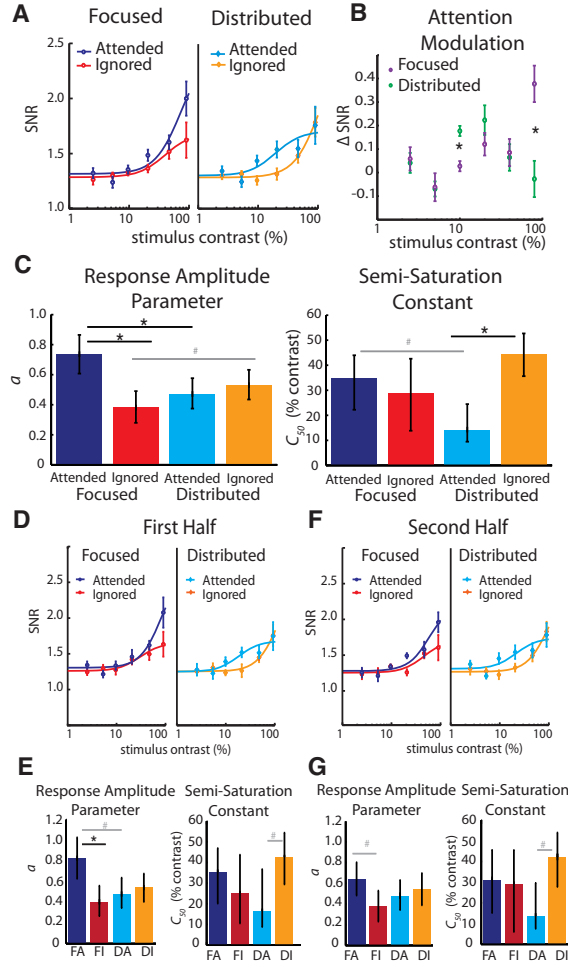 A
Focused
Distributed
Attended
Ignored
Attended
Ignored
SNR
2.5
2.0
1.5
1.0
1 10 100 1 10 100
stimulus contrast (%)
B
Attention
Modulation
Focused
Distributed
Δ SNR
0.4
0.3
0.2
0.1
0
-0.1
*
*
1 10 100
stimulus contrast (%)
C
Response Amplitude
Parameter
a
1.0
0.8
0.6
0.4
0.2
0
*
*
#
Attended Ignored Attended Ignored
Focused Distributed
Semi-Saturation
Constant
C50 (% contrast)
60
50
40
30
20
10
0
#
*
Attended Ignored Attended Ignored
Focused Distributed
D
First Half
Focused
Distributed
Attended
Ignored
Attended
Ignored
SNR
2.5
2.0
1.5
1.0
1 10 100 1 10 100
stimulus ontrast (%)
F
Second Half
Focused
Distributed
Attended
Ignored
Attended
Ignored
SNR
2.5
2.0
1.5
1.0
1 10 100 1 10 100
stimulus contrast (%)
E
Response Amplitude
Parameter
a
1.2
1
0.8
0.6
0.4
0.2
0
#
*
FA FI DA DI
Semi-Saturation
Constant
C50 (% contrast)
60
50
40
30
20
10
0
#
FA FI DA DI
G
Response Amplitude
Parameter
a
1.2
1
0.8
0.6
0.4
0.2
0
#
FA FI DA DI
Semi-Saturation
Constant
C50 (% contrast)
60
50
40
30
20
10
0
#
FA FI DA DI